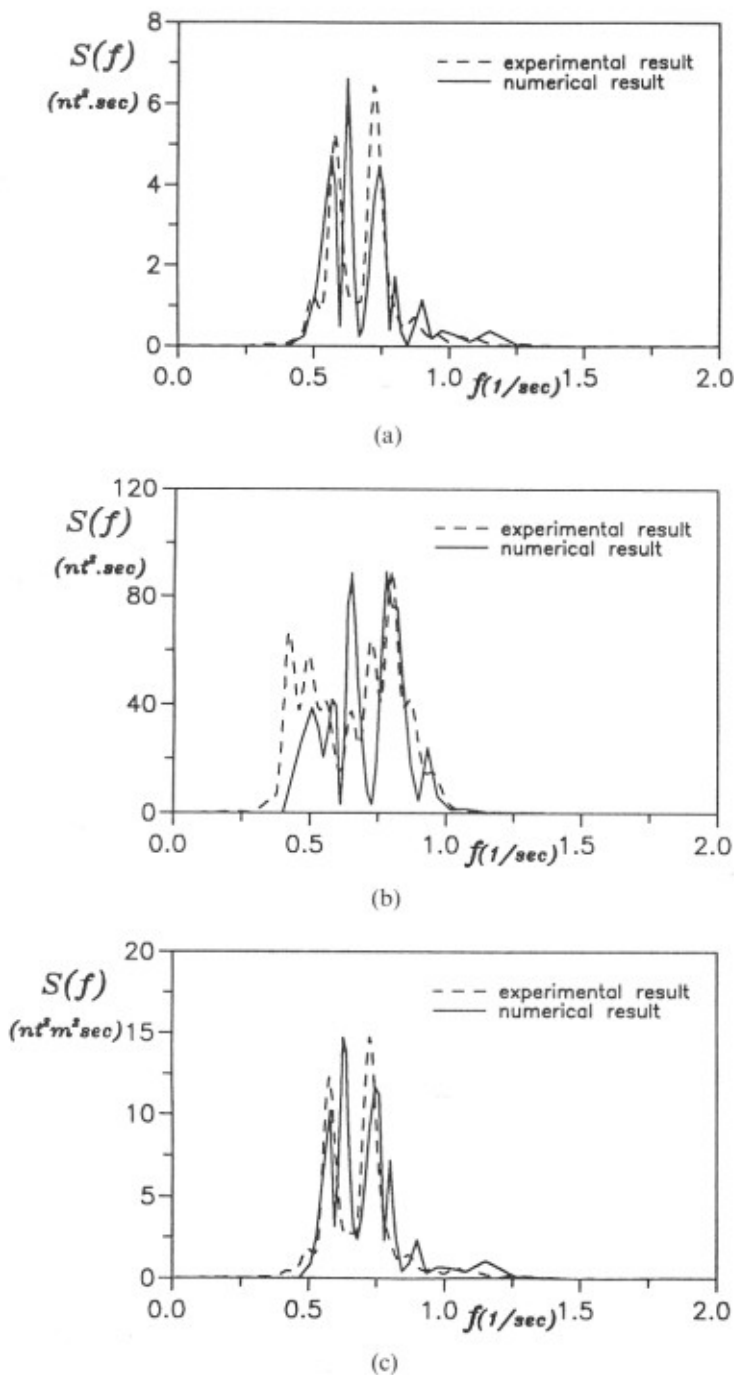 8
S(f)
- - - experimental result
—— numerical result
6
(nt².sec)
4
2
0
0.0 0.5 1.0 1.5 2.0
f(1/sec)
(a)
120
S(f)
- - - experimental result
—— numerical result
(nt².sec)
80
40
0
0.0 0.5 1.0 1.5 2.0
f(1/sec)
(b)
20
S(f)
- - - experimental result
—— numerical result
(nt²m²sec)
15
10
5
0
0.0 0.5 1.0 1.5 2.0
f(1/sec)
(c)